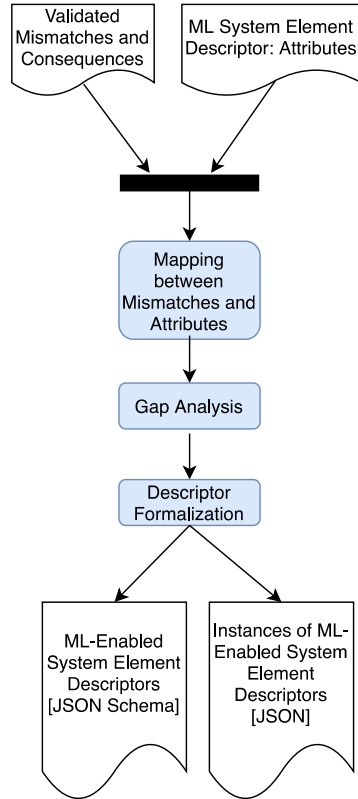 Validated
Mismatches and
Consequences
ML System Element
Descriptor: Attributes
Mapping
between
Mismatches and
Attributes
Gap Analysis
Descriptor
Formalization
ML-Enabled
System Element
Descriptors
[JSON Schema]
Instances of ML-
Enabled System
Element
Descriptors
[JSON]